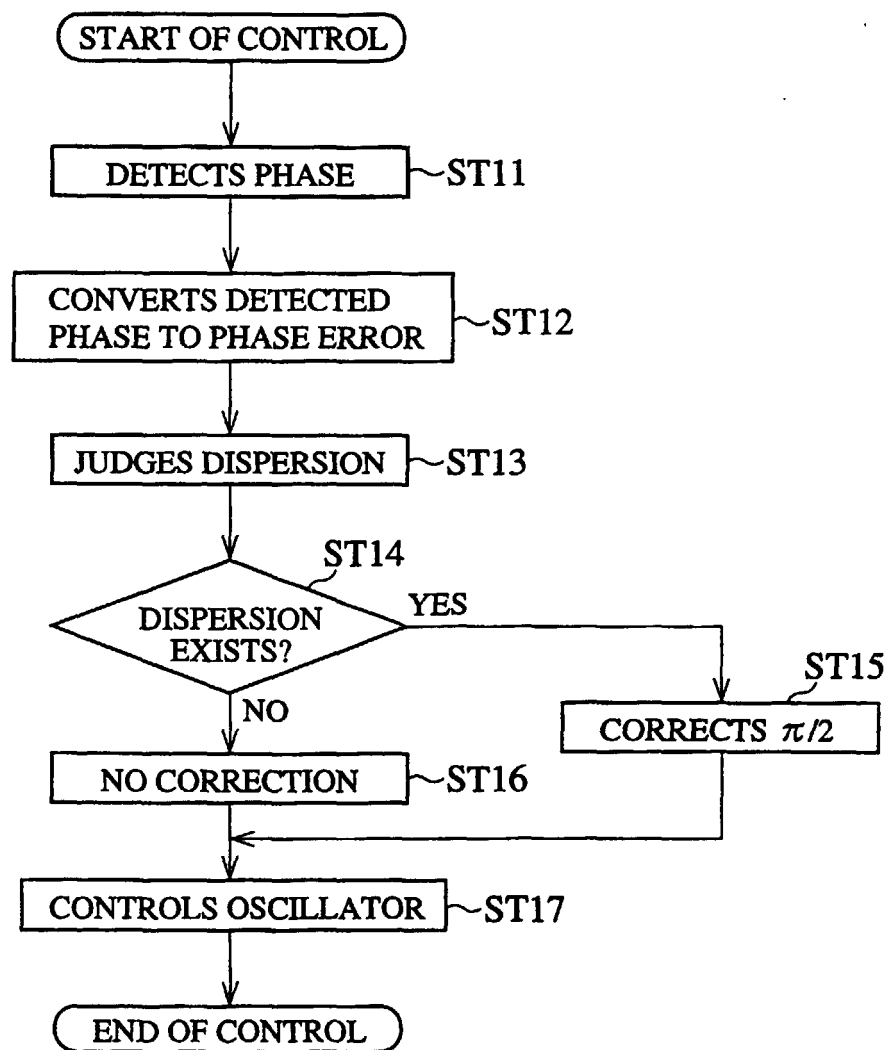 START OF CONTROL
DETECTS PHASE
ST11
CONVERTS DETECTED
PHASE TO PHASE ERROR
ST12
JUDGES DISPERSION
ST13
ST14
DISPERSION
EXISTS?
YES
NO
ST15
CORRECTS π/2
NO CORRECTION
ST16
CONTROLS OSCILLATOR
ST17
END OF CONTROL